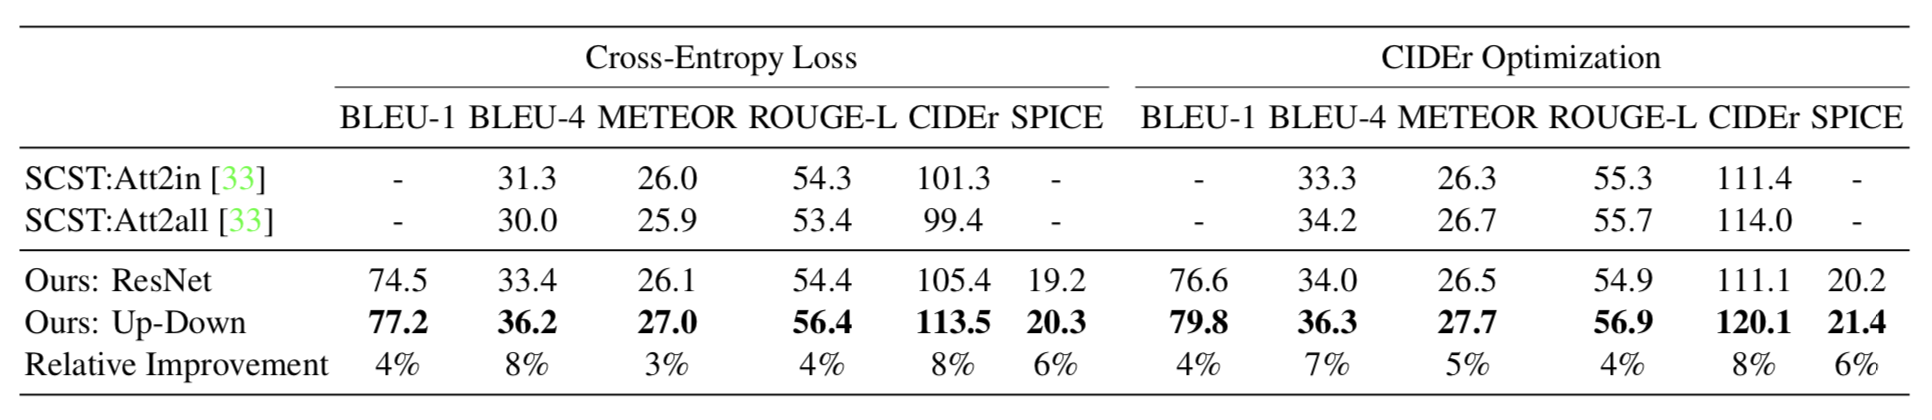 Cross-Entropy Loss CIDEr Optimization
BLEU-1 BLEU-4 METEOR ROUGE-L CIDEr SPICE BLEU-1 BLEU-4 METEOR ROUGE-L CIDEr SPICE
SCST:Att2in [33] - 31.3 26.0 54.3 101.3 - - 33.3 26.3 55.3 111.4 -
SCST:Att2all [33] - 30.0 25.9 53.4 99.4 - - 34.2 26.7 55.7 114.0 -
Ours: ResNet 74.5 33.4 26.1 54.4 105.4 19.2 76.6 34.0 26.5 54.9 111.1 20.2
Ours: Up-Down 77.2 36.2 27.0 56.4 113.5 20.3 79.8 36.3 27.7 56.9 120.1 21.4
Relative Improvement 4% 8% 3% 4% 8% 6% 4% 7% 5% 4% 8% 6%